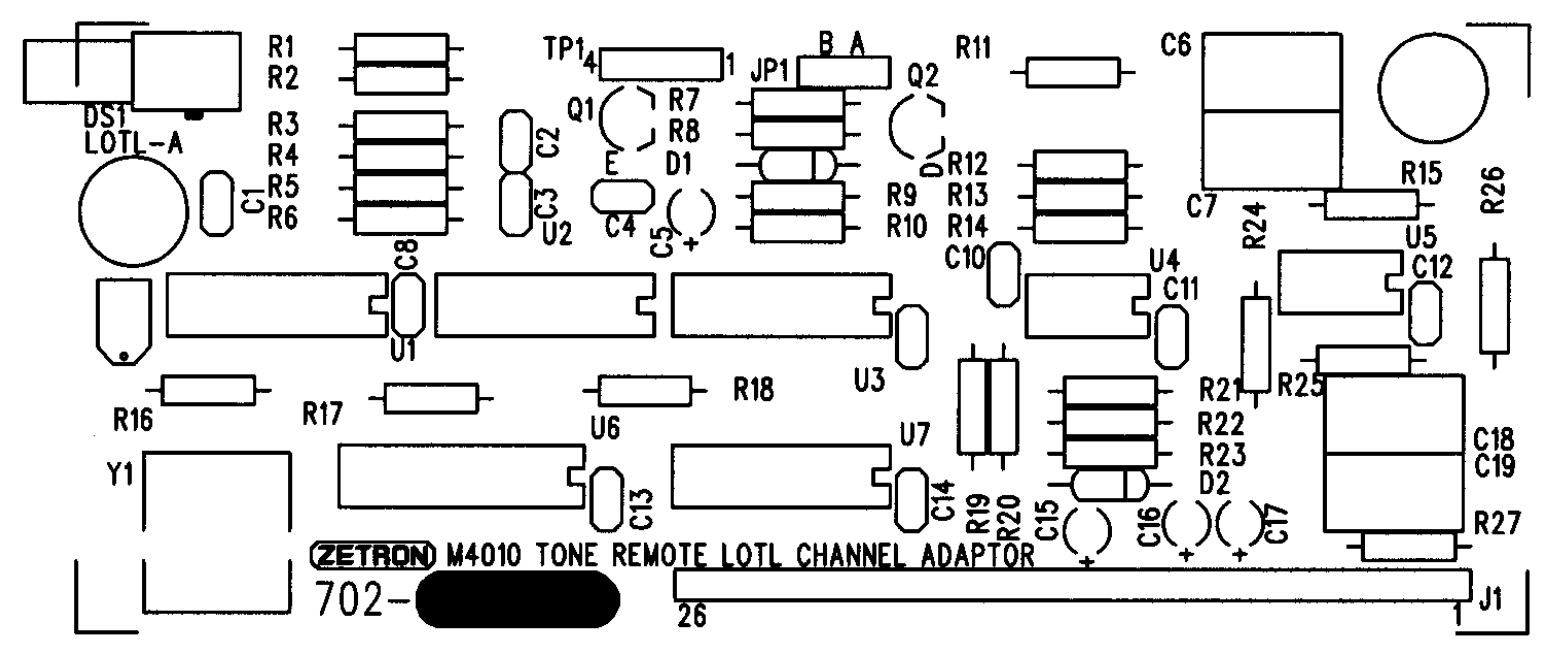 R1
R2
R3
R4
R5
R6
DS1
LOTL-A
C1
C2
C3
U2
C8
TP1
4
1
Q1
R7
R8
E
D1
C4
C5
+
JP1
B A
Q2
D
R9
R10
R11
R12
R13
R14
C10
C6
C7
R15
R24
R26
U5
C12
U4
C11
U1
U3
R16
R17
R18
R21
R22
R23
D2
R25
U6
U7
Y1
C13
C14
R19
R20
C15
+
C16
+
C17
+
C18
C19
R27
ZETRON M4010 TONE REMOTE LOTL CHANNEL ADAPTOR
702-
26
1
J1